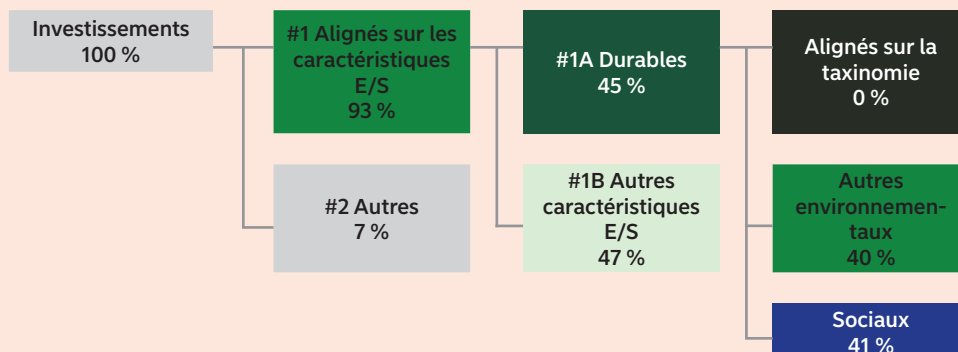 Investissements
100 %
#1 Alignés sur les
caractéristiques
E/S
93 %
#1A Durables
45 %
Alignés sur la
taxinomie
0 %
#2 Autres
7 %
#1B Autres
caractéristiques
E/S
47 %
Autres
environnemen-
taux
40 %
Sociaux
41 %